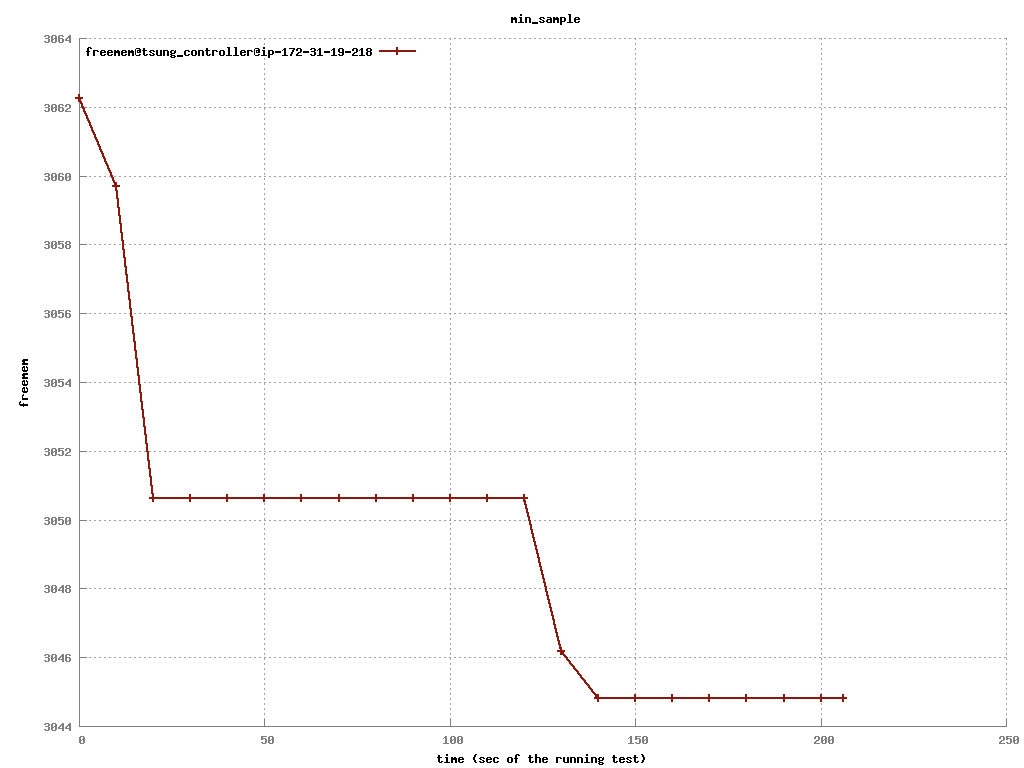 min_sample
freemem@tsung_controller@ip-172-31-19-218
3064
3062
3060
3058
3056
3054
3052
3050
3048
3046
3044
freemem
0 50 100 150 200 250
time (sec of the running test)